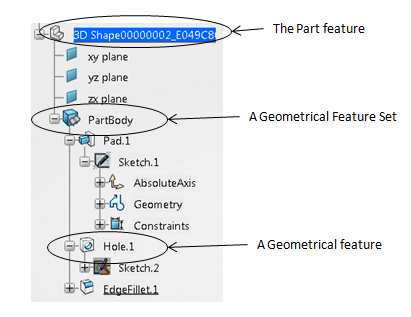 3D Shape00000002_E049C8
The Part feature
xy plane
yz plane
zx plane
PartBody
A Geometrical Feature Set
Pad.1
Sketch.1
AbsoluteAxis
Geometry
Constraints
Hole.1
A Geometrical feature
Sketch.2
EdgeFillet.1